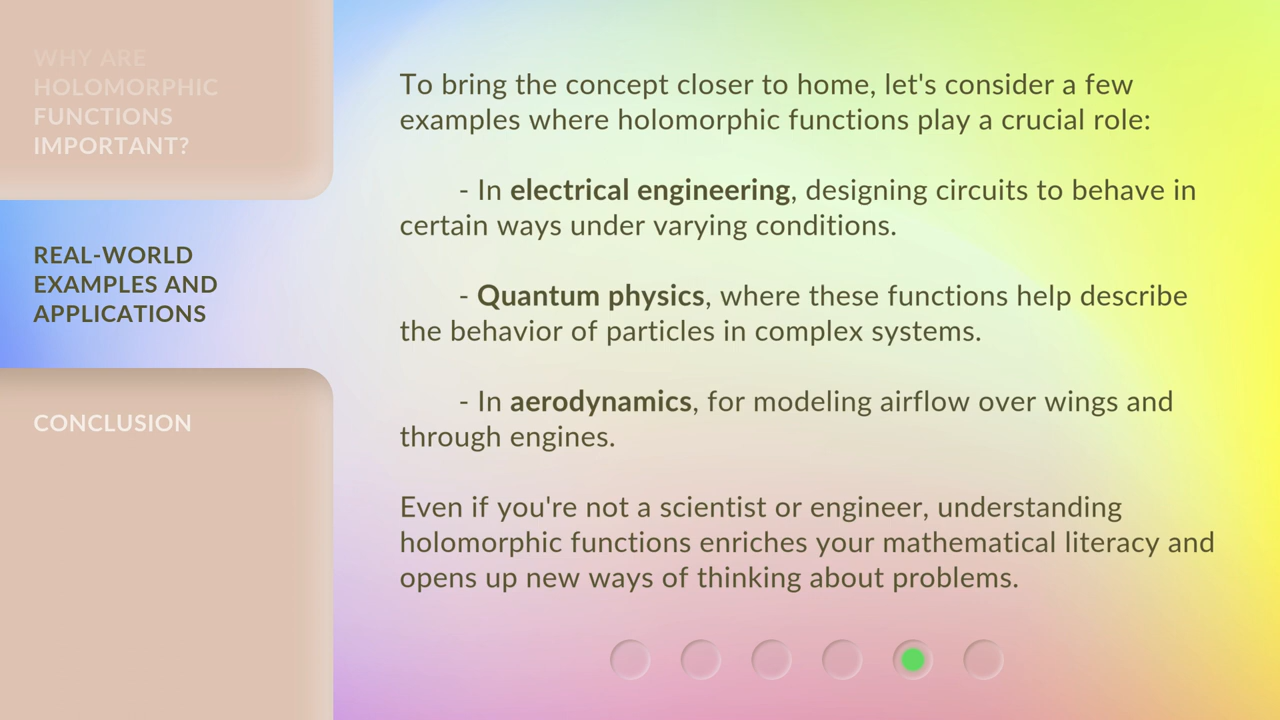 WHY ARE
HOLOMORPHIC
FUNCTIONS
IMPORTANT?
REAL-WORLD
EXAMPLES AND
APPLICATIONS
CONCLUSION
To bring the concept closer to home, let's consider a few
examples where holomorphic functions play a crucial role:
- In electrical engineering, designing circuits to behave in
certain ways under varying conditions.
- Quantum physics, where these functions help describe
the behavior of particles in complex systems.
- In aerodynamics, for modeling airflow over wings and
through engines.
Even if you're not a scientist or engineer, understanding
holomorphic functions enriches your mathematical literacy and
opens up new ways of thinking about problems.